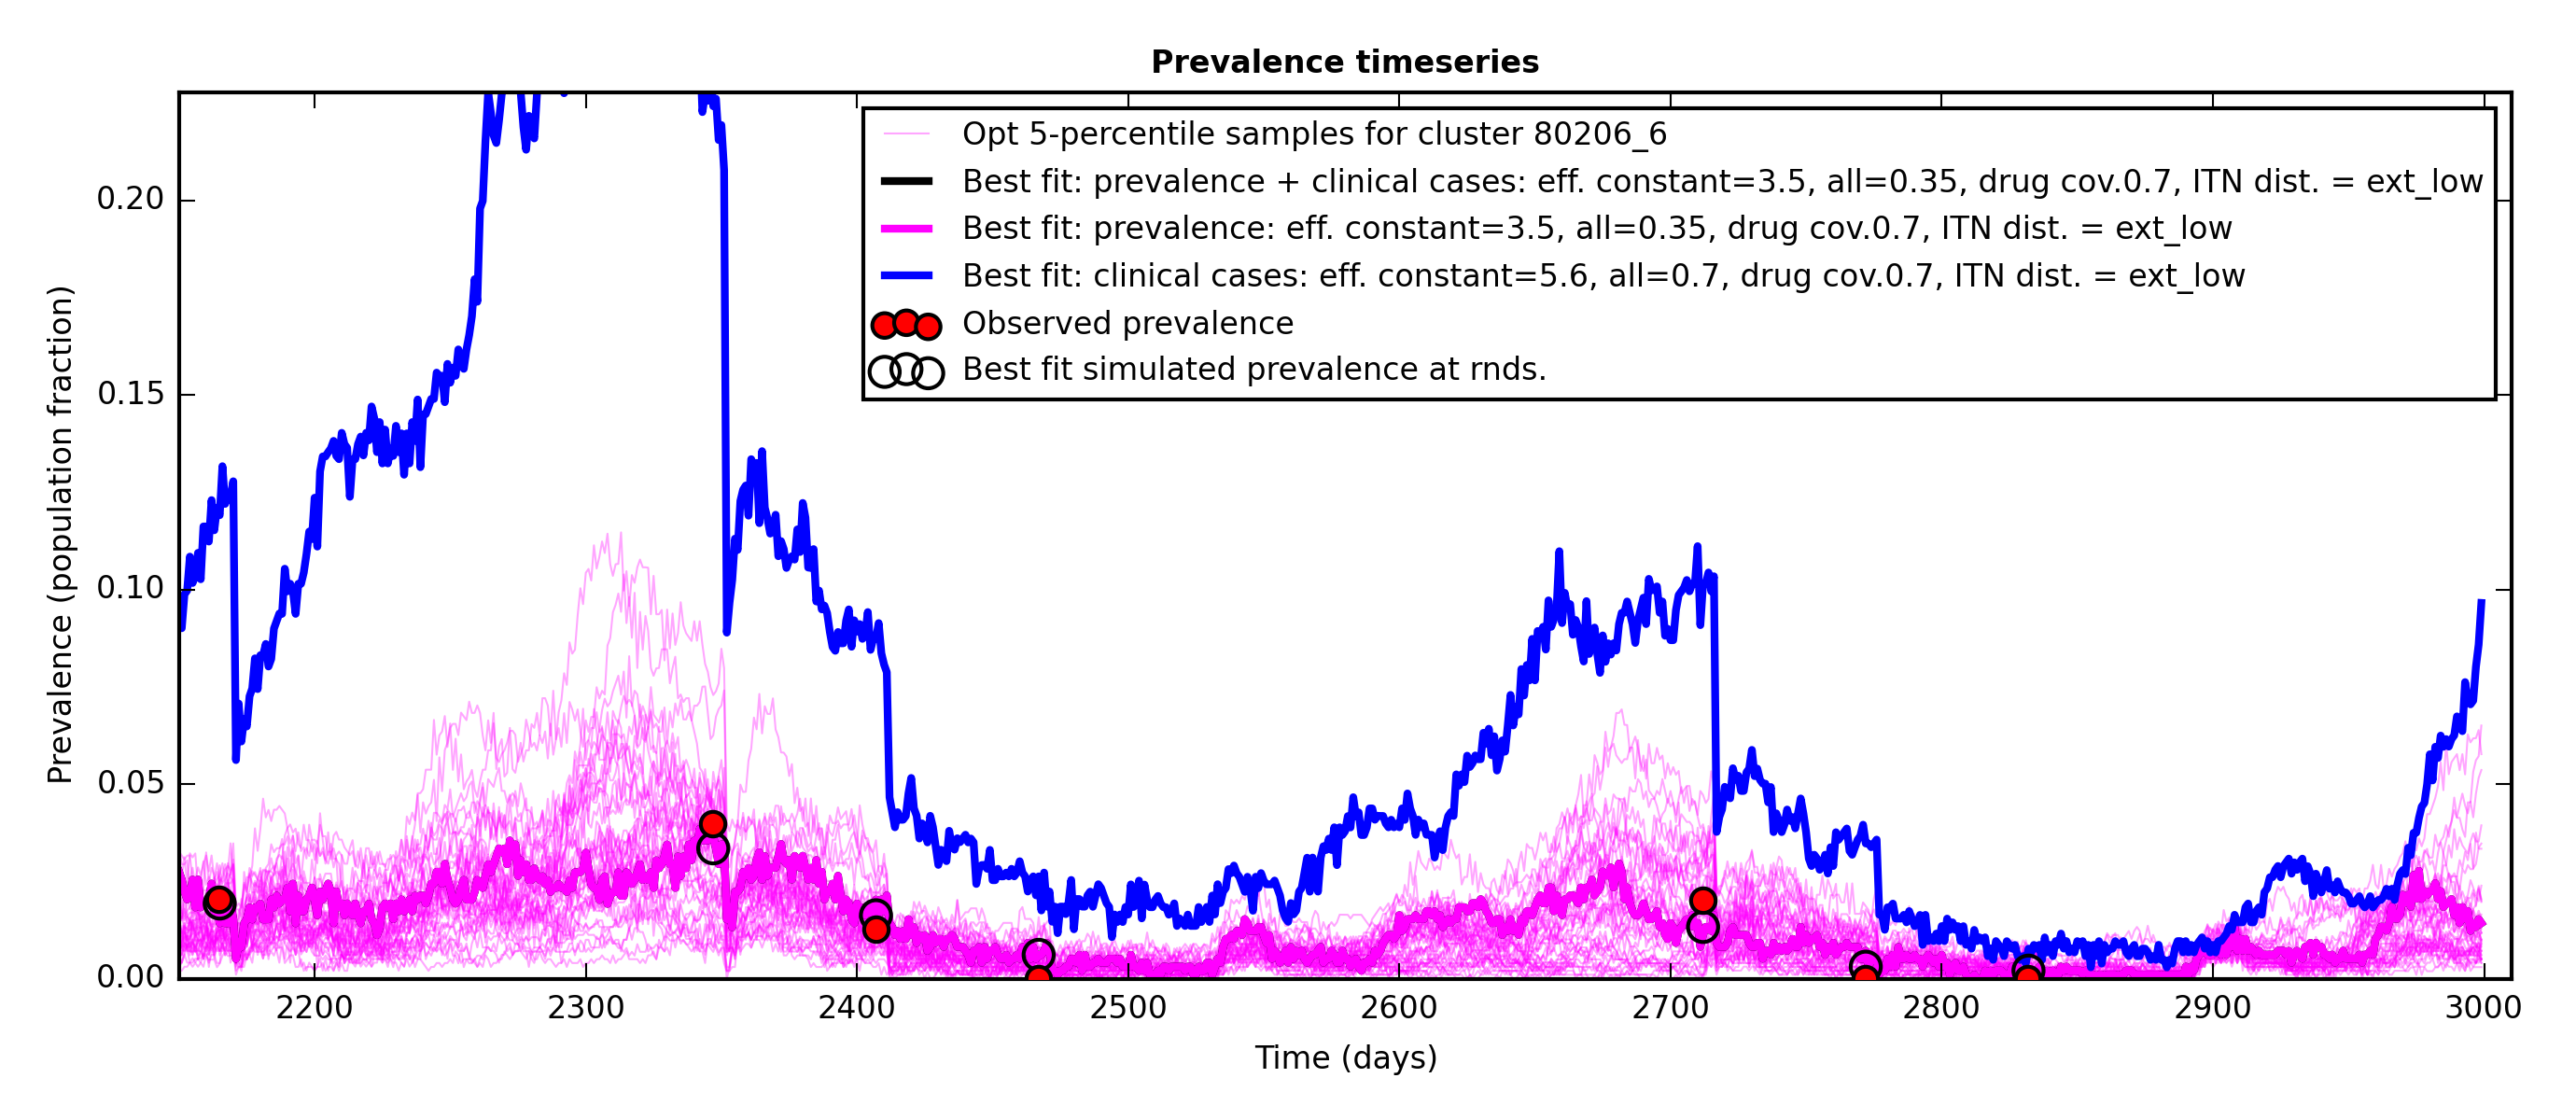 Prevalence timeseries
Opt 5-percentile samples for cluster 80206_6
Best fit: prevalence + clinical cases: eff. constant=3.5, all=0.35, drug cov.0.7, ITN dist. = ext_low
Best fit: prevalence: eff. constant=3.5, all=0.35, drug cov.0.7, ITN dist. = ext_low
Best fit: clinical cases: eff. constant=5.6, all=0.7, drug cov.0.7, ITN dist. = ext_low
Observed prevalence
Best fit simulated prevalence at rnds.
Prevalence (population fraction)
0.20
0.15
0.10
0.05
0.00
2200 2300 2400 2500 2600 2700 2800 2900 3000
Time (days)